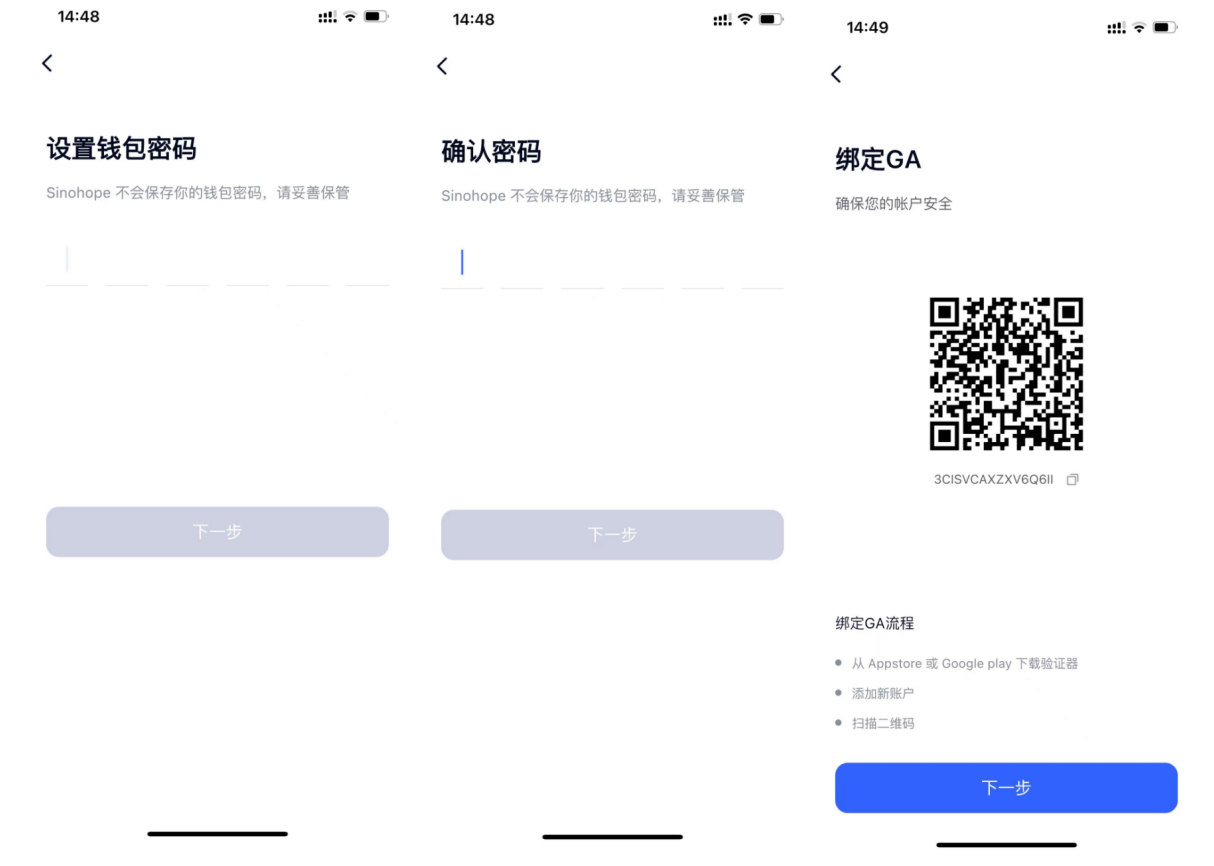 14:48
设置钱包密码
Sinohope 不会保存你的钱包密码，请妥善保管
下一步
14:48
确认密码
Sinohope 不会保存你的钱包密码，请妥善保管
下一步
14:49
绑定GA
确保您的帐户安全
3CISVCAXZXV6Q6II
绑定GA流程
从 Appstore 或 Google play 下载验证器
添加新账户
扫描二维码
下一步